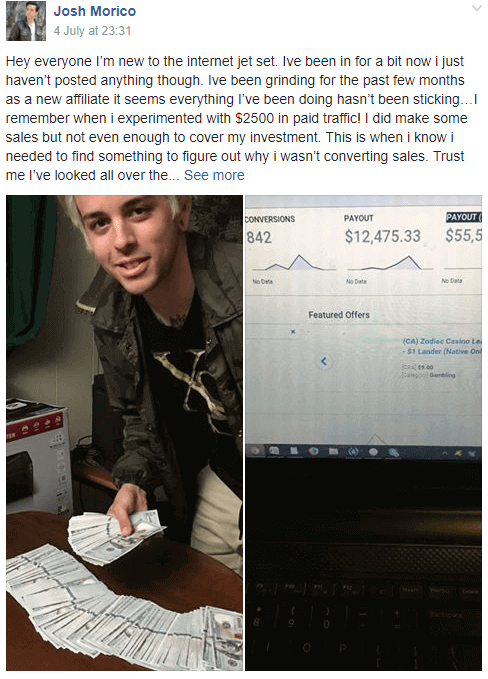 Josh Morico
4 July at 23:31
Hey everyone I'm new to the internet jet set. Ive been in for a bit now i just
haven't posted anything though. Ive been grinding for the past few months
as a new affiliate it seems everything I've been doing hasn't been sticking...I
remember when i experimented with $2500 in paid traffic! I did make some
sales but not even enough to cover my investment. This is when i know i
needed to find something to figure out why i wasn't converting sales. Trust
me I've looked all over the... See more
CONVERSIONS
842
No Data
PAYOUT
$12,475.33
No Data
PAYOUT (
$55,5
No Data
Featured Offers
(CA) Zodiac Casino Le
- $1 Lander (Native Onl
Gambling
8 9 0
I O P